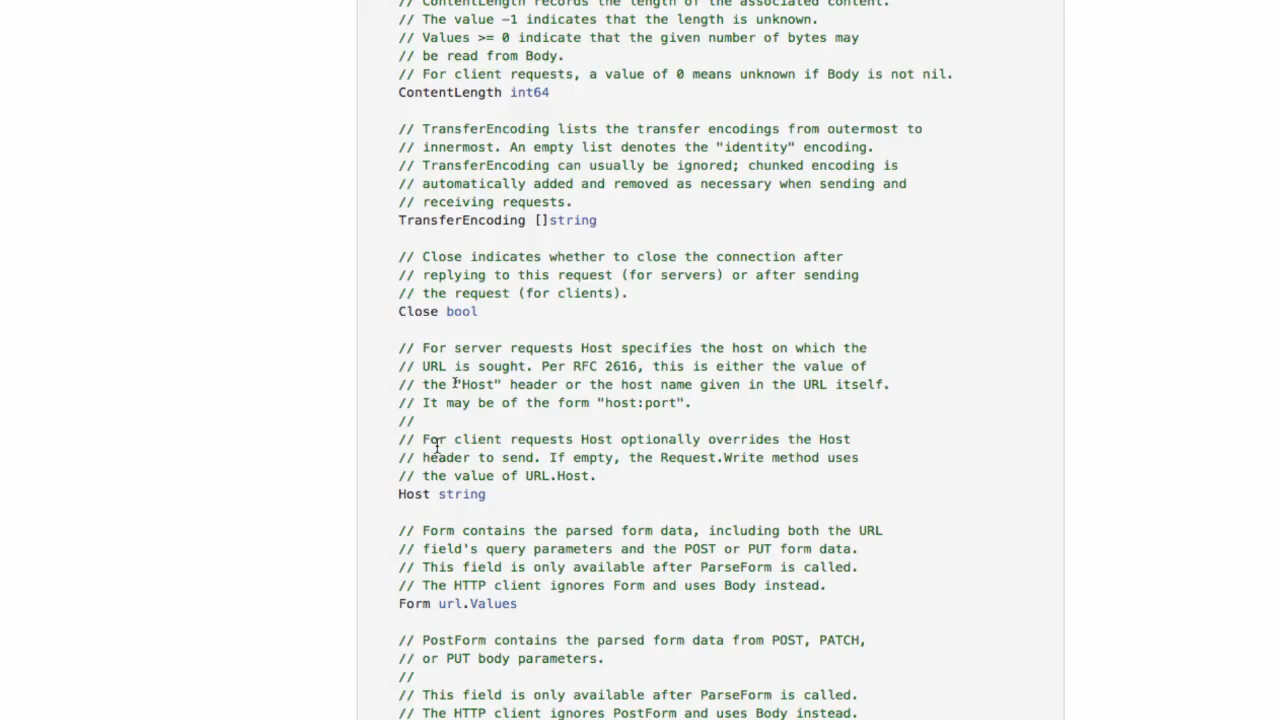 // ContentLength records the length of the associated content.
// The value −1 indicates that the length is unknown.
// Values >= 0 indicate that the given number of bytes may
// be read from Body.
// For client requests, a value of 0 means unknown if Body is not nil.
ContentLength int64
// TransferEncoding lists the transfer encodings from outermost to
// innermost. An empty list denotes the "identity" encoding.
// TransferEncoding can usually be ignored; chunked encoding is
// automatically added and removed as necessary when sending and
// receiving requests.
TransferEncoding []string
// Close indicates whether to close the connection after
// replying to this request (for servers) or after sending
// the request (for clients).
Close bool
// For server requests Host specifies the host on which the
// URL is sought. Per RFC 2616, this is either the value of
// the "Host" header or the host name given in the URL itself.
// It may be of the form "host:port".
//
// For client requests Host optionally overrides the Host
// header to send. If empty, the Request.Write method uses
// the value of URL.Host.
Host string
// Form contains the parsed form data, including both the URL
// field's query parameters and the POST or PUT form data.
// This field is only available after ParseForm is called.
// The HTTP client ignores Form and uses Body instead.
Form url.Values
// PostForm contains the parsed form data from POST, PATCH,
// or PUT body parameters.
//
// This field is only available after ParseForm is called.
// The HTTP client ignores PostForm and uses Body instead.